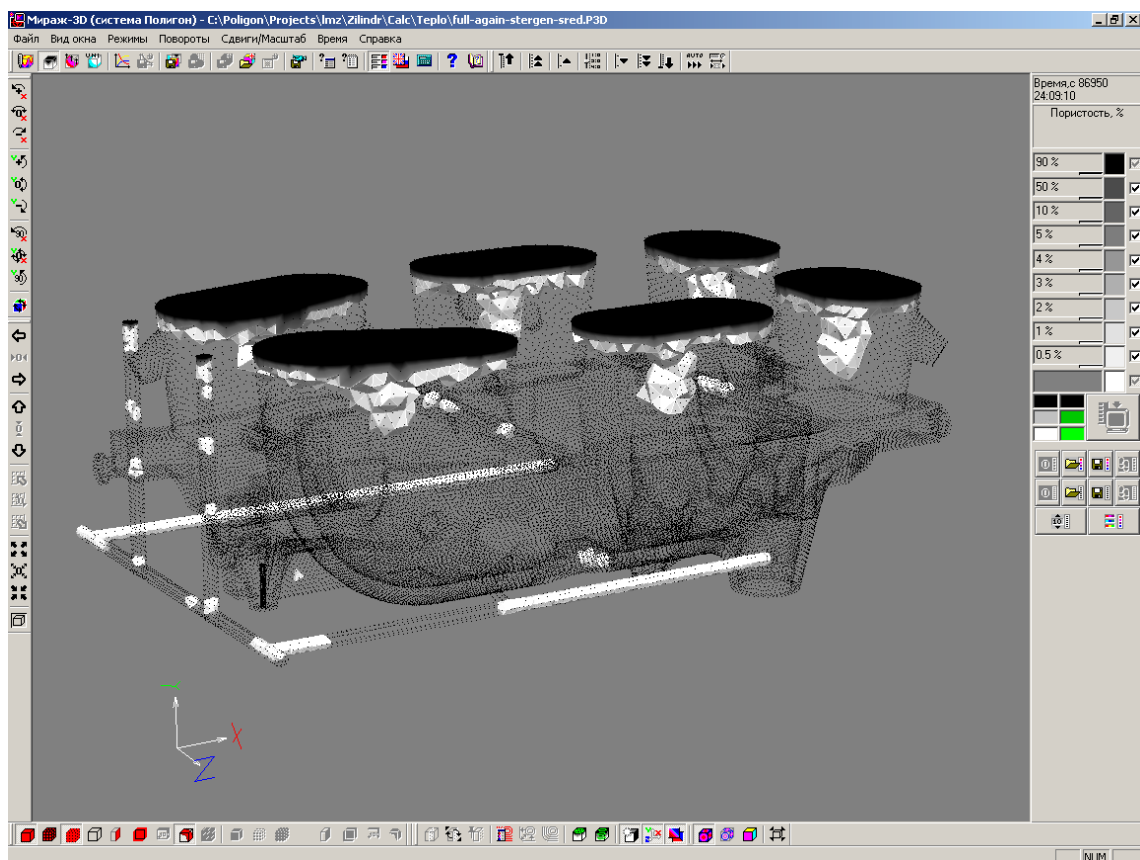 Мираж-3D (система Полигон) - C:\Poligon\Projects\lmz\Zilindr\Calc\Teplo\full-again-stergen-sred.P3D
Файл Вид окна Режимы Повороты Сдвиги/Масштаб Время Справка
Время,с 86950
24:09:10
Пористость, %
90 %
50 %
10 %
5 %
4 %
3 %
2 %
1 %
0.5 %
X
Z
NUM